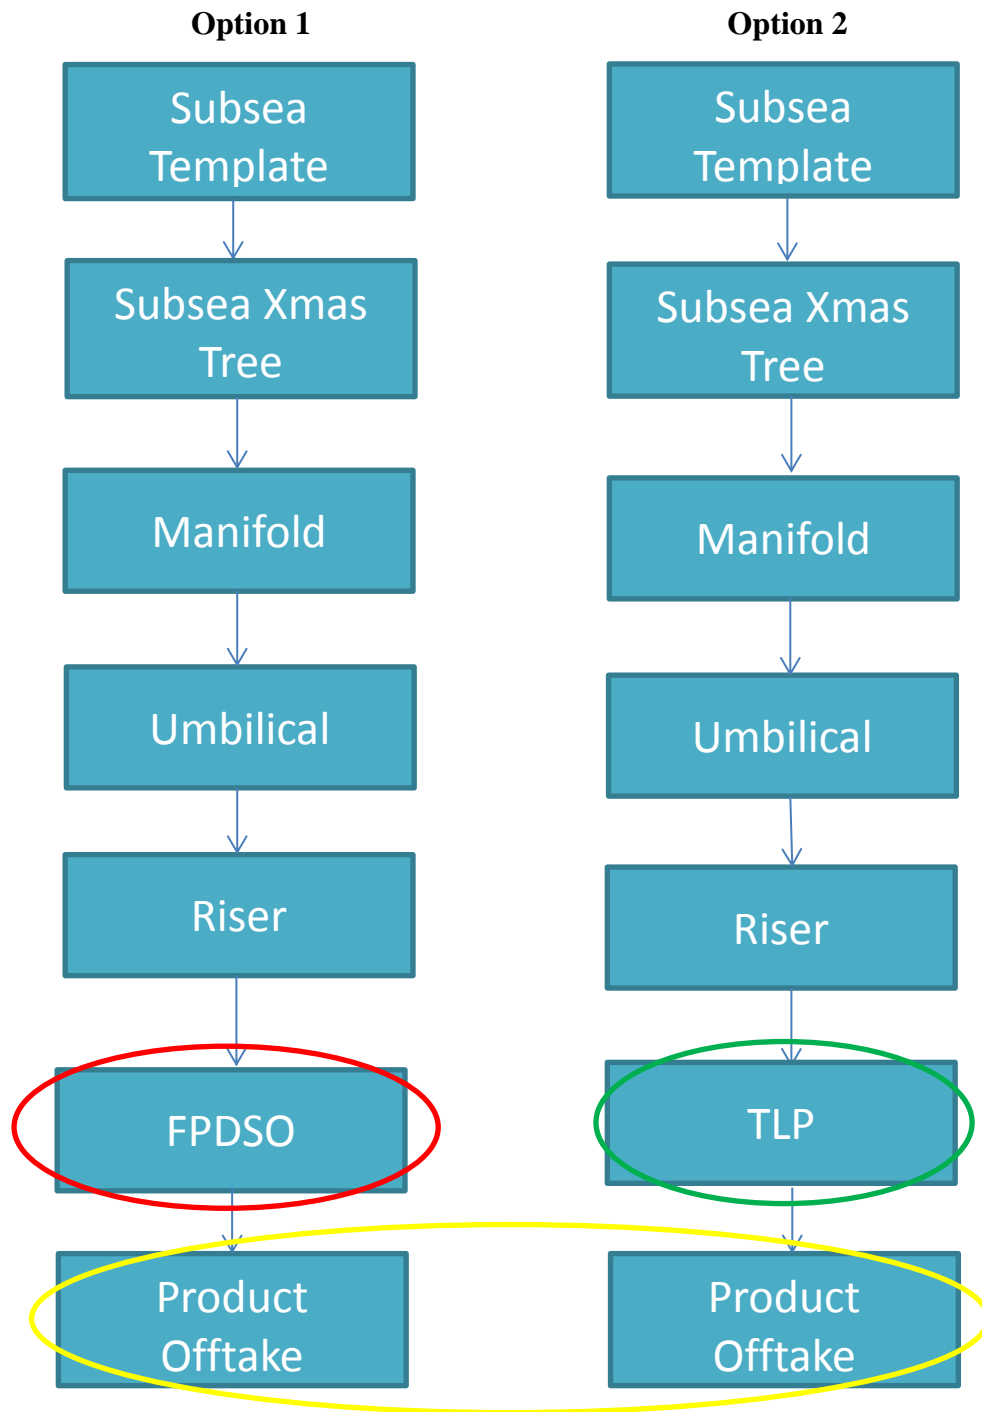 Option 1
Option 2
Subsea
Template
Subsea
Template
Subsea Xmas
Tree
Subsea Xmas
Tree
Manifold
Manifold
Umbilical
Umbilical
Riser
Riser
FPDSO
TLP
Product
Offtake
Product
Offtake